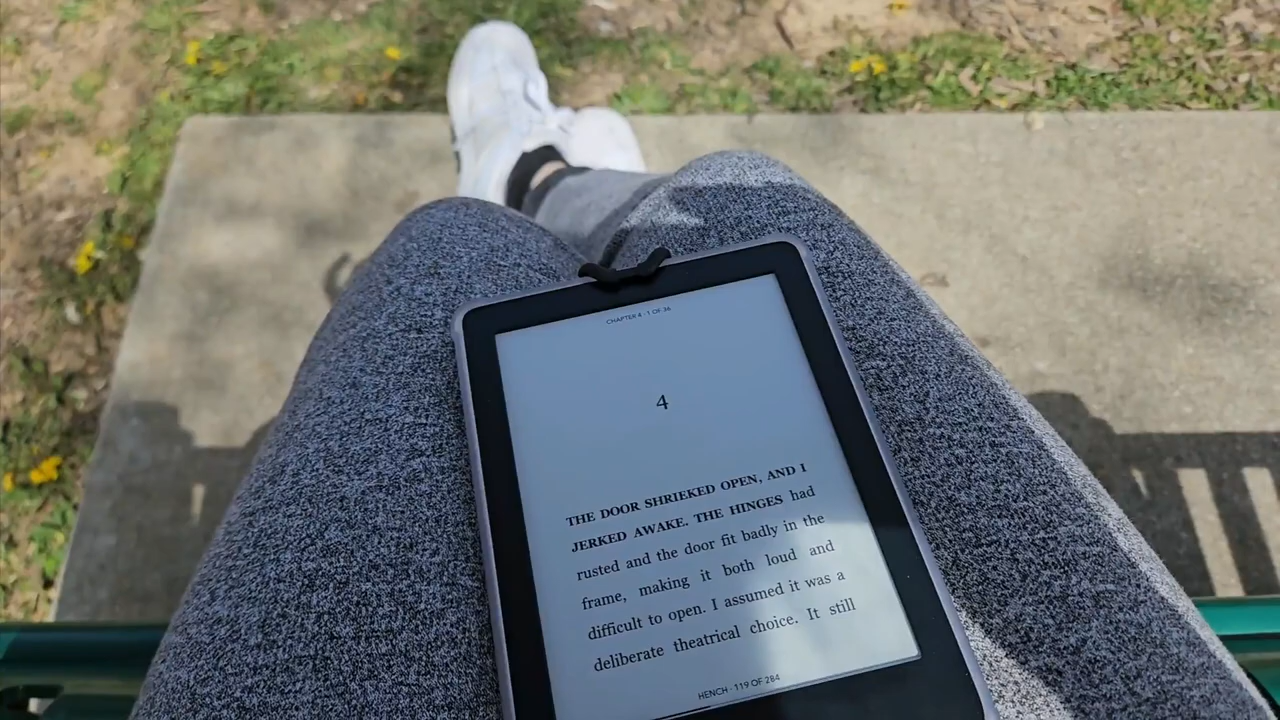 CHAPTER 4 · 1 OF 36
4
THE DOOR SHRIEKED OPEN, AND I
JERKED AWAKE. THE HINGES had
rusted and the door fit badly in the
frame, making it both loud and
difficult to open. I assumed it was a
deliberate theatrical choice. It still
HENCH · 119 OF 284